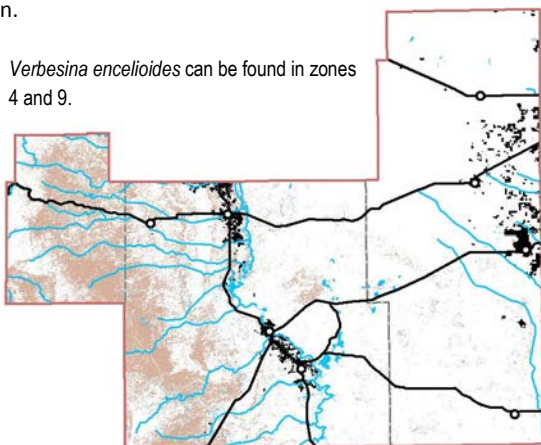 n.
Verbesina encelioides can be found in zones
4 and 9.